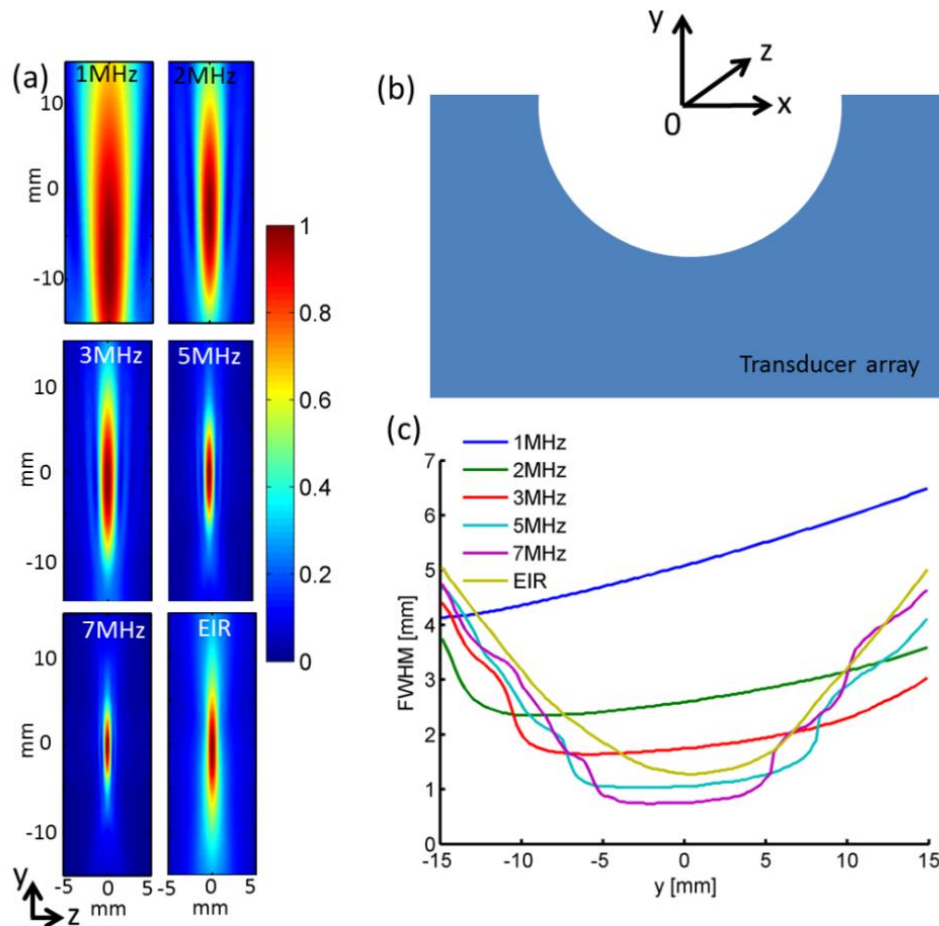 (a)
1MHz 2MHz
10
0
-10
mm
3MHz 5MHz
10
0
-10
mm
7MHz EIR
10
0
-10
mm
-5 0 5 -5 0 5
mm mm
y
z
1
0.8
0.6
0.4
0.2
0
(b)
y
z
0 x
Transducer array
(c)
1MHz
2MHz
3MHz
5MHz
7MHz
EIR
7
6
5
4
3
2
1
0
FWHM [mm]
-15 -10 -5 0 5 10 15
y [mm]